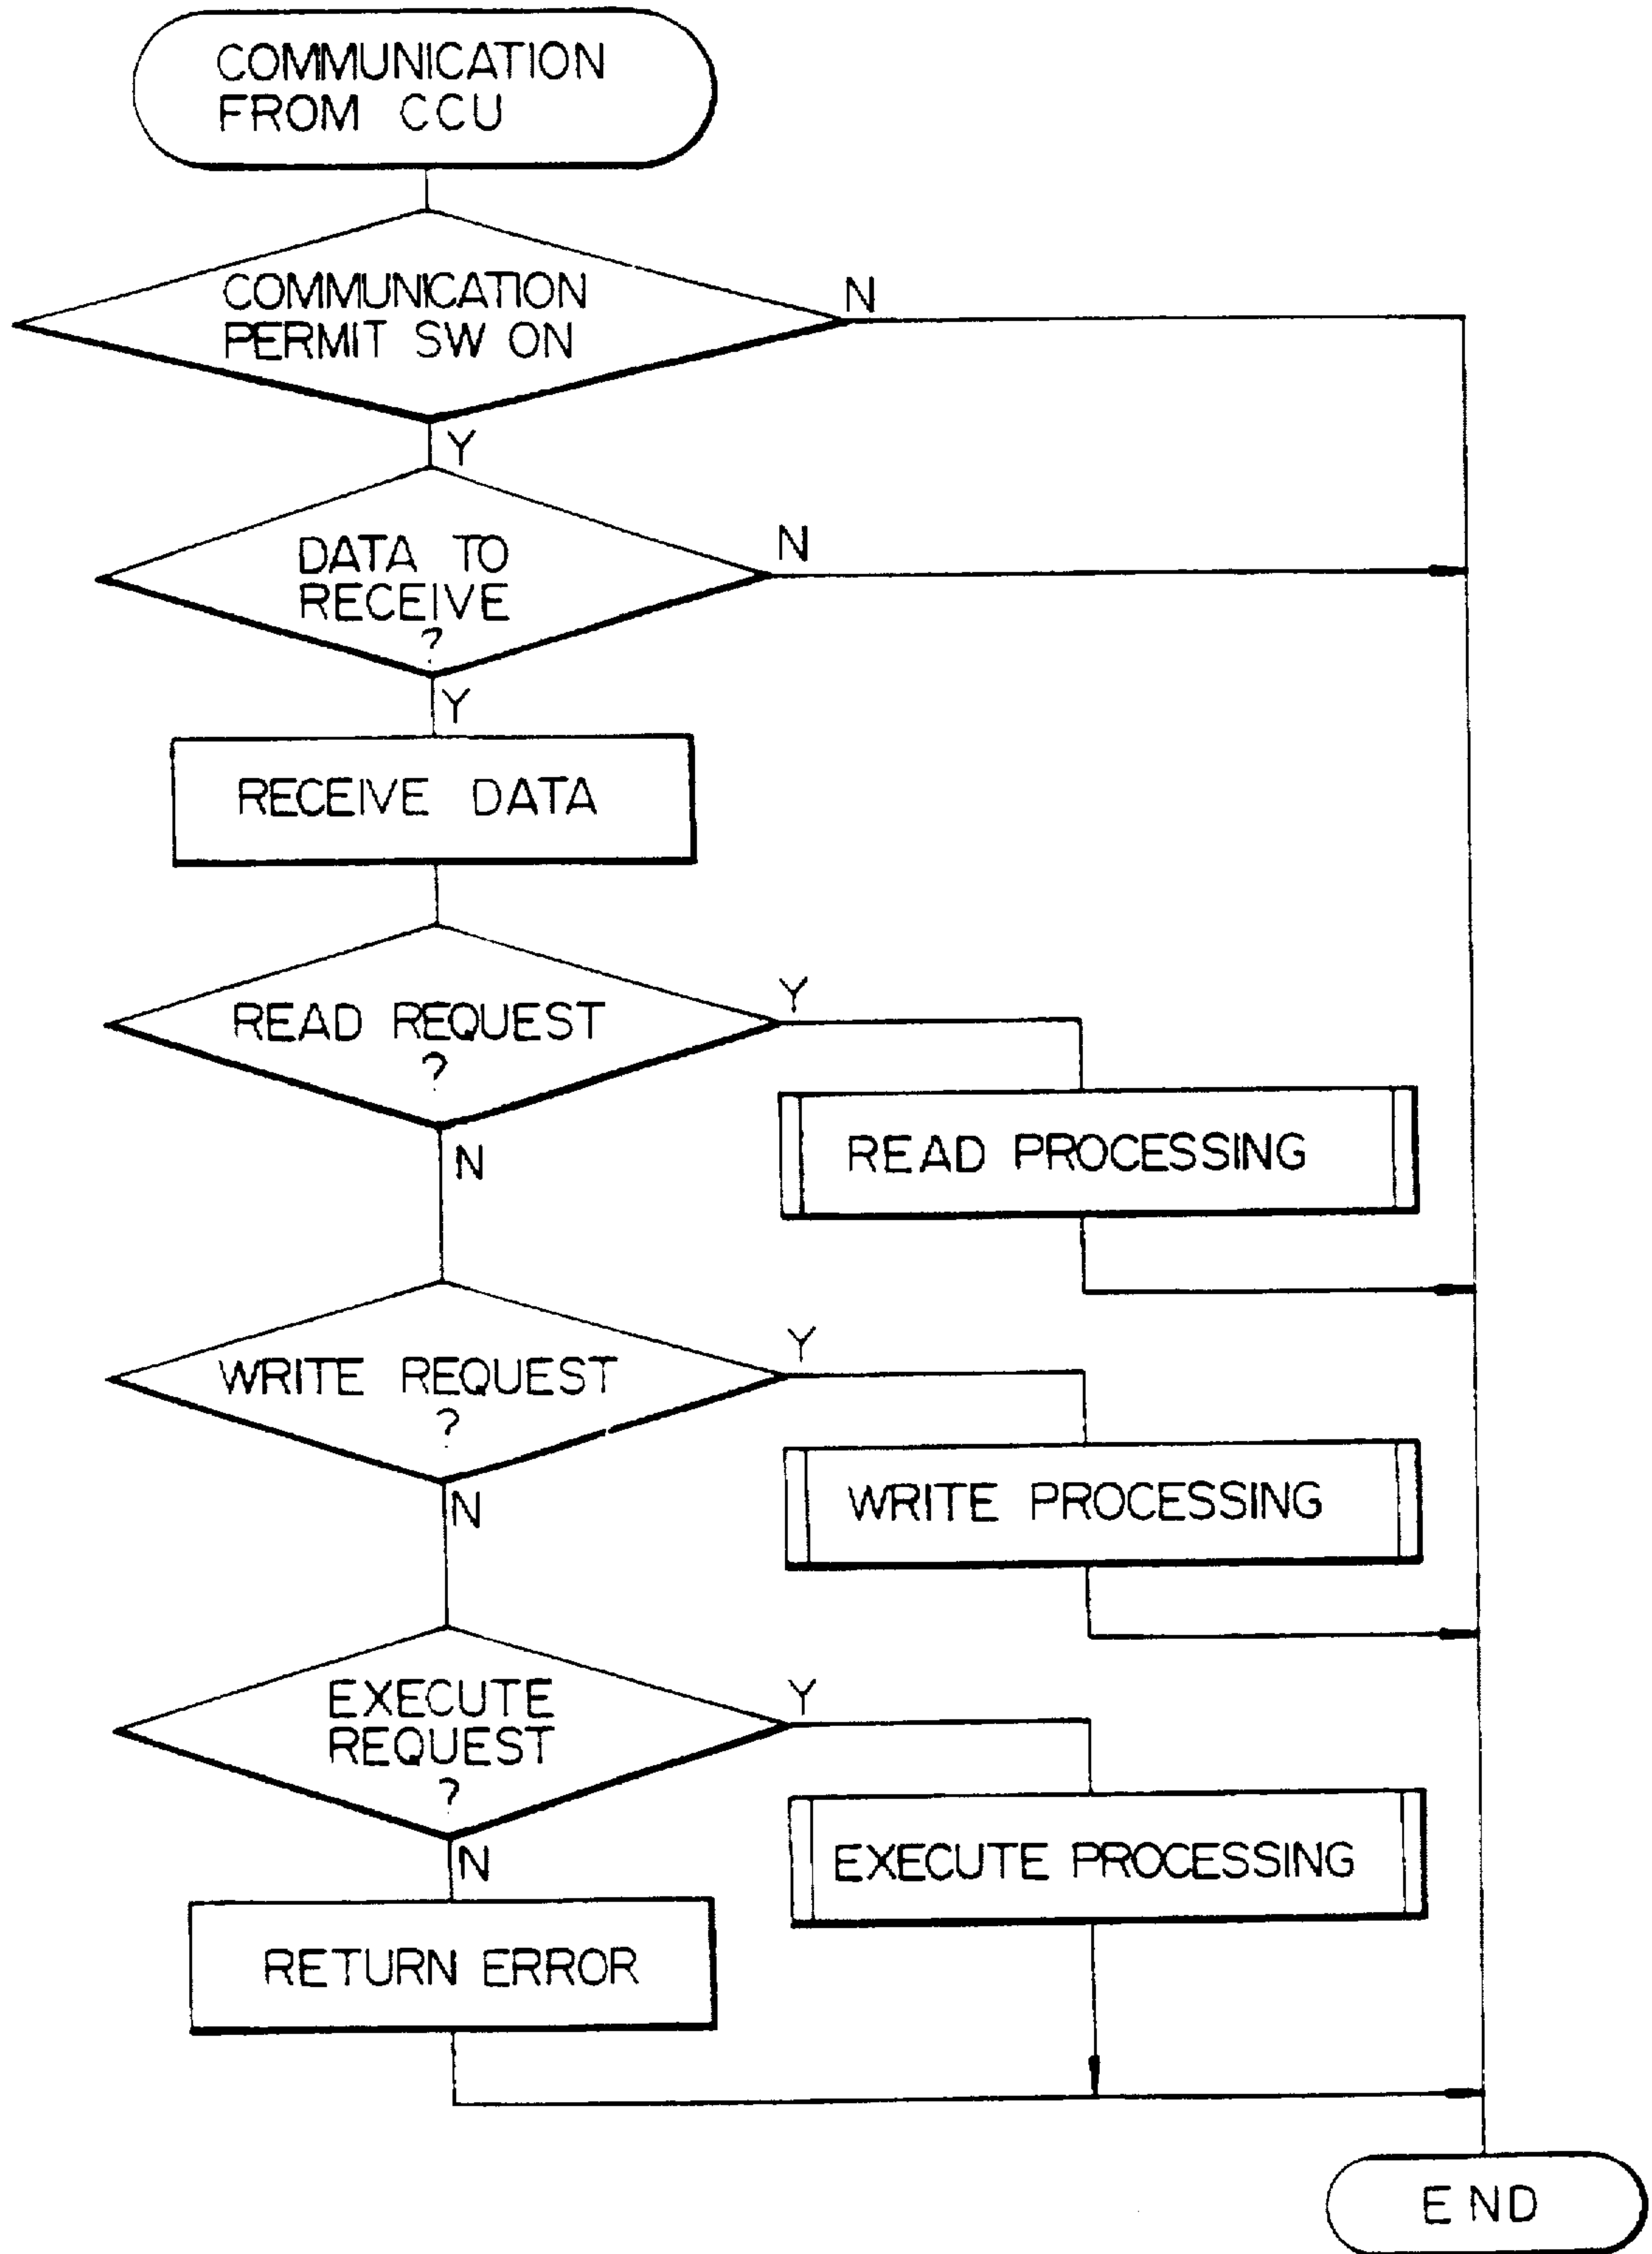 COMMUNICATION
FROM CCU
COMMUNICATION
PERMIT SW ON
N
Y
DATA TO
RECEIVE
?
N
Y
RECEIVE DATA
READ REQUEST
?
Y
N
READ PROCESSING
WRITE REQUEST
?
Y
N
WRITE PROCESSING
EXECUTE
REQUEST
?
Y
N
EXECUTE PROCESSING
RETURN ERROR
END